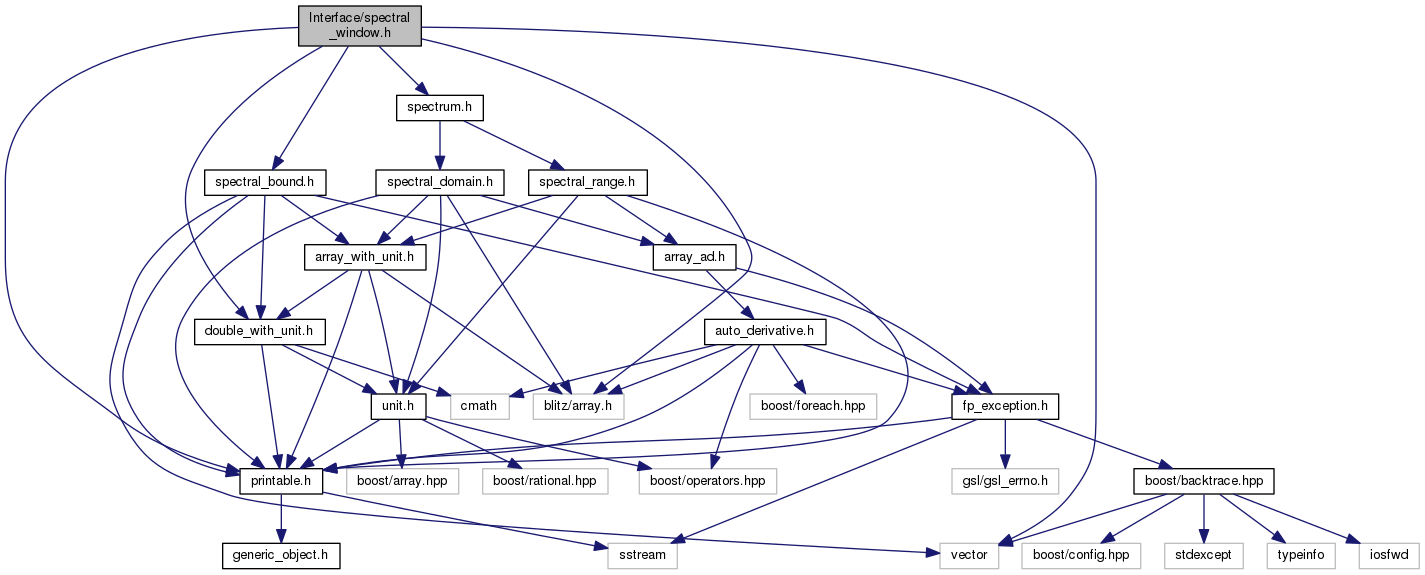 Interface/spectral
_window.h
spectrum.h
spectral_bound.h
spectral_domain.h
spectral_range.h
array_with_unit.h
array_ad.h
double_with_unit.h
auto_derivative.h
unit.h
cmath
blitz/array.h
boost/foreach.hpp
fp_exception.h
printable.h
boost/array.hpp
boost/rational.hpp
boost/operators.hpp
gsl/gsl_errno.h
boost/backtrace.hpp
generic_object.h
sstream
vector
boost/config.hpp
stdexcept
typeinfo
iosfwd